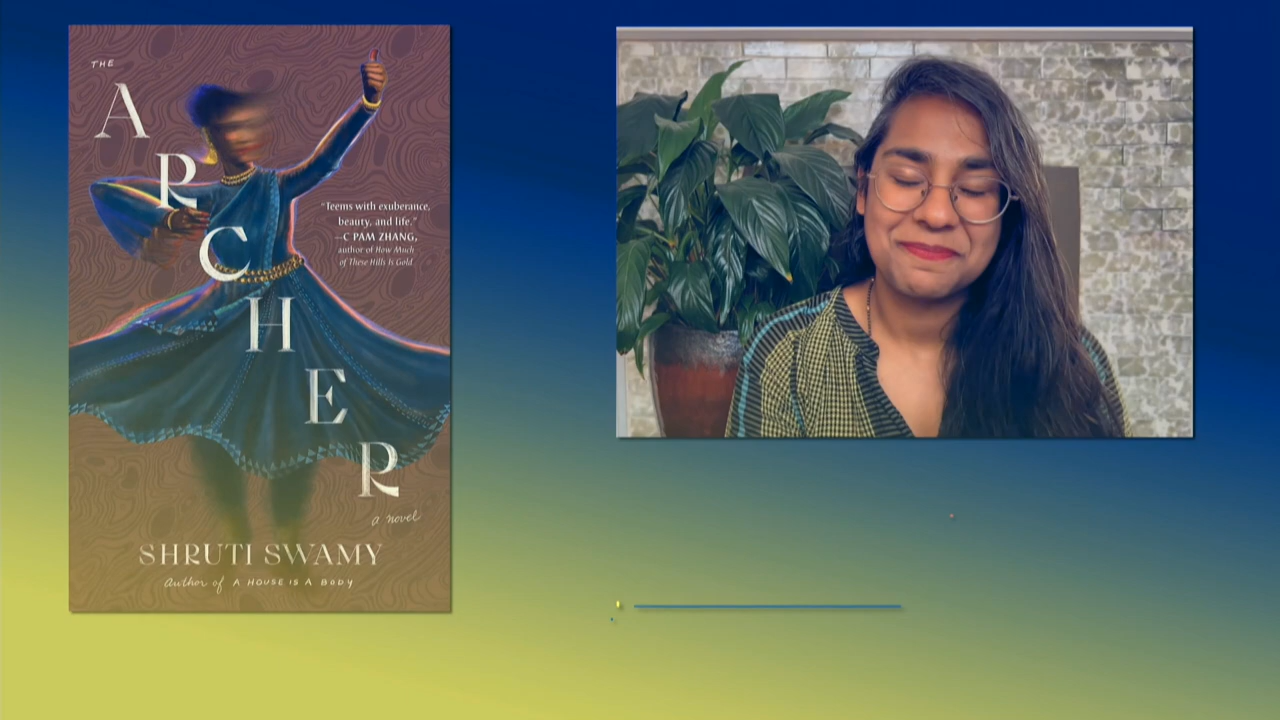 THE
ARCHER
"Teems with exuberance,
beauty, and life."
—C PAM ZHANG,
author of How Much
of These Hills Is Gold
a novel
SHRUTI SWAMY
Author of A HOUSE IS A BODY